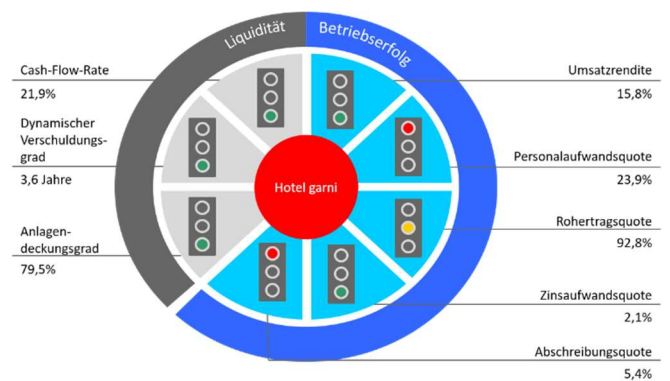 Liquidität
Betriebserfolg
Cash-Flow-Rate
21,9%
Dynamischer
Verschuldungs-
grad
3,6 Jahre
Anlagen-
deckungsgrad
79,5%
Hotel garni
Umsatzrendite
15,8%
Personalaufwandsquote
23,9%
Rohertragsquote
92,8%
Zinsaufwandsquote
2,1%
Abschreibungsquote
5,4%